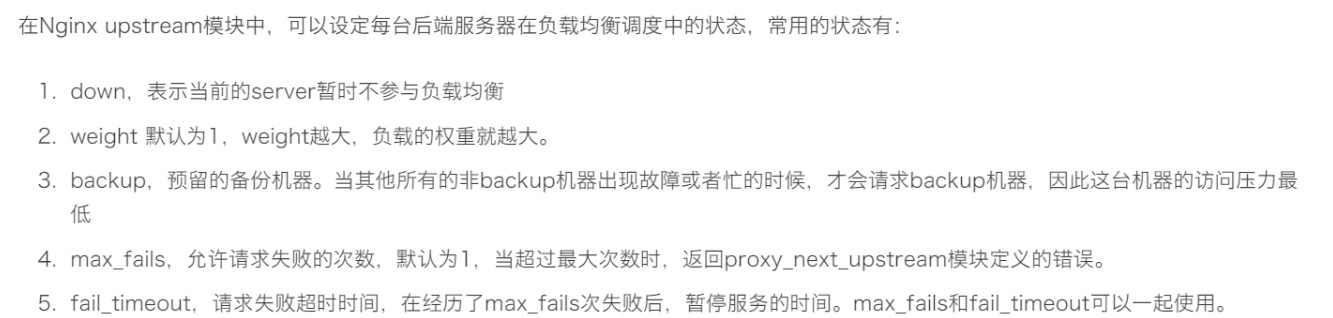 在Nginx upstream模块中，可以设定每台后端服务器在负载均衡调度中的状态，常用的状态有：
1. down，表示当前的server暂时不参与负载均衡
2. weight 默认为1，weight越大，负载的权重就越大。
3. backup，预留的备份机器。当其他所有的非backup机器出现故障或者忙的时候，才会请求backup机器，因此这台机器的访问压力最
低
4. max_fails，允许请求失败的次数，默认为1，当超过最大次数时，返回proxy_next_upstream模块定义的错误。
5. fail_timeout，请求失败超时时间，在经历了max_fails次失败后，暂停服务的时间。max_fails和fail_timeout可以一起使用。